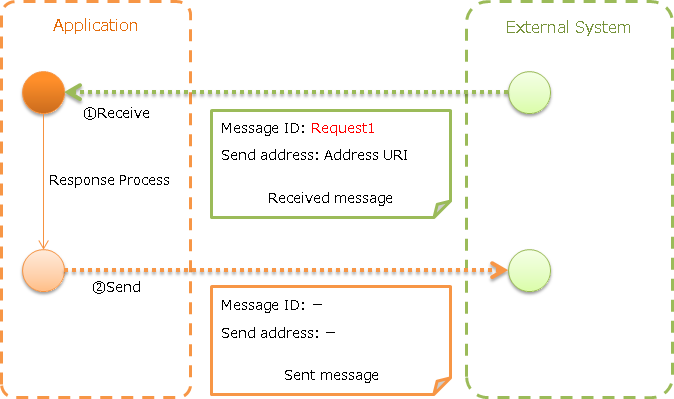 Application
External System
①Receive
Message ID: Request1
Send address: Address URI
Received message
Response Process
②Send
Message ID: －
Send address: －
Sent message